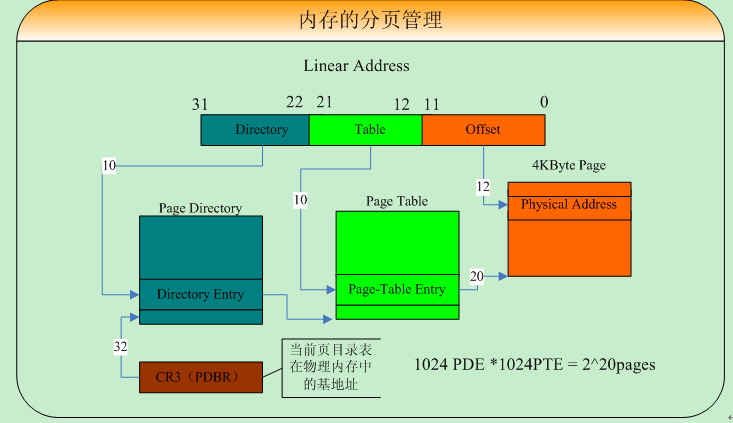 内存的分页管理
Linear Address
31 22 21 12 11 0
Directory Table Offset
10
10
12
4KByte Page
Physical Address
Page Directory
Page Table
Directory Entry
Page-Table Entry
20
32
CR3（PDBR）
当前页目录表
在物理内存中
的基地址
1024 PDE *1024PTE = 2^20pages